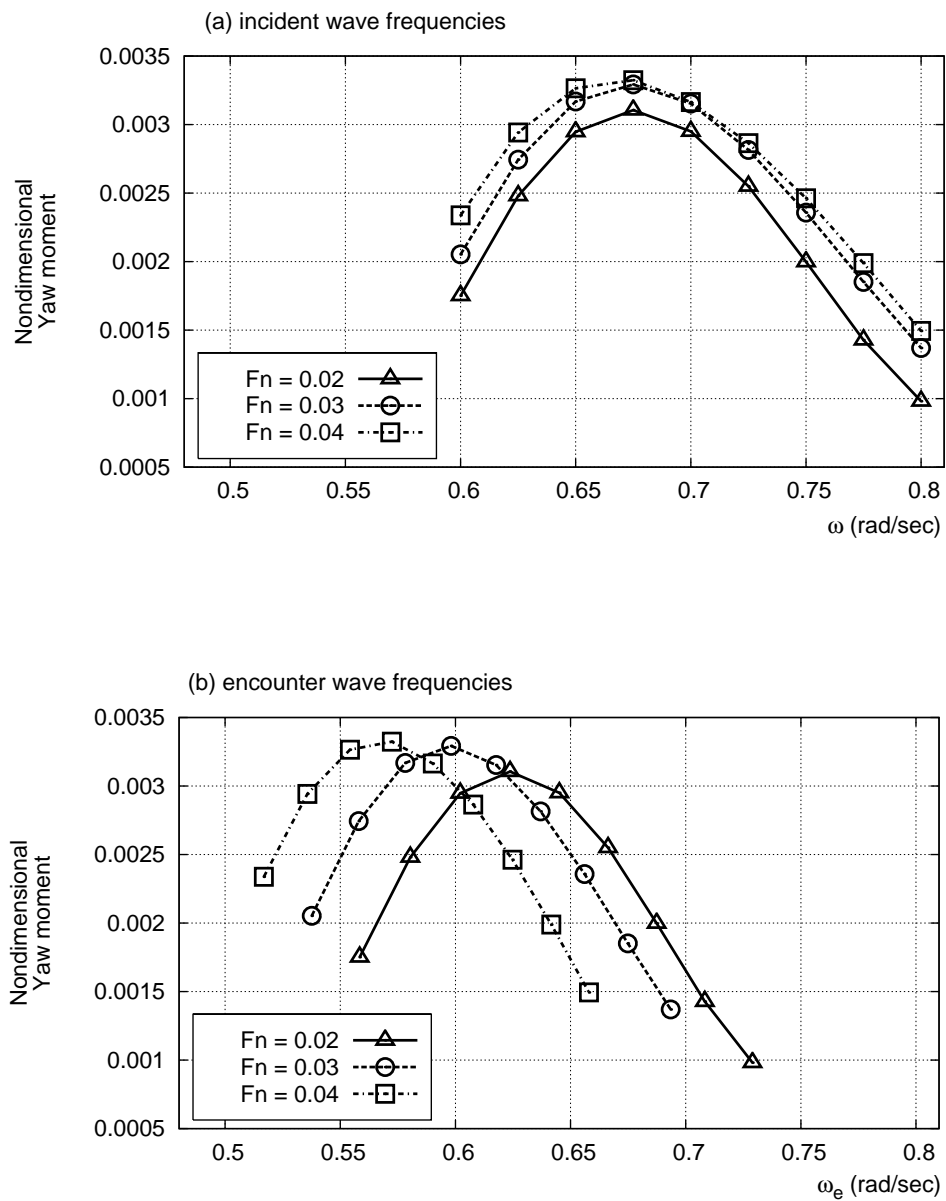 (a) incident wave frequencies
0.0035
0.003
0.0025
0.002
0.0015
0.001
0.0005
Nondimensional
Yaw moment
Fn = 0.02
Fn = 0.03
Fn = 0.04
0.5 0.55 0.6 0.65 0.7 0.75 0.8
ω (rad/sec)
(b) encounter wave frequencies
0.0035
0.003
0.0025
0.002
0.0015
0.001
0.0005
Nondimensional
Yaw moment
Fn = 0.02
Fn = 0.03
Fn = 0.04
0.5 0.55 0.6 0.65 0.7 0.75 0.8
ωe (rad/sec)